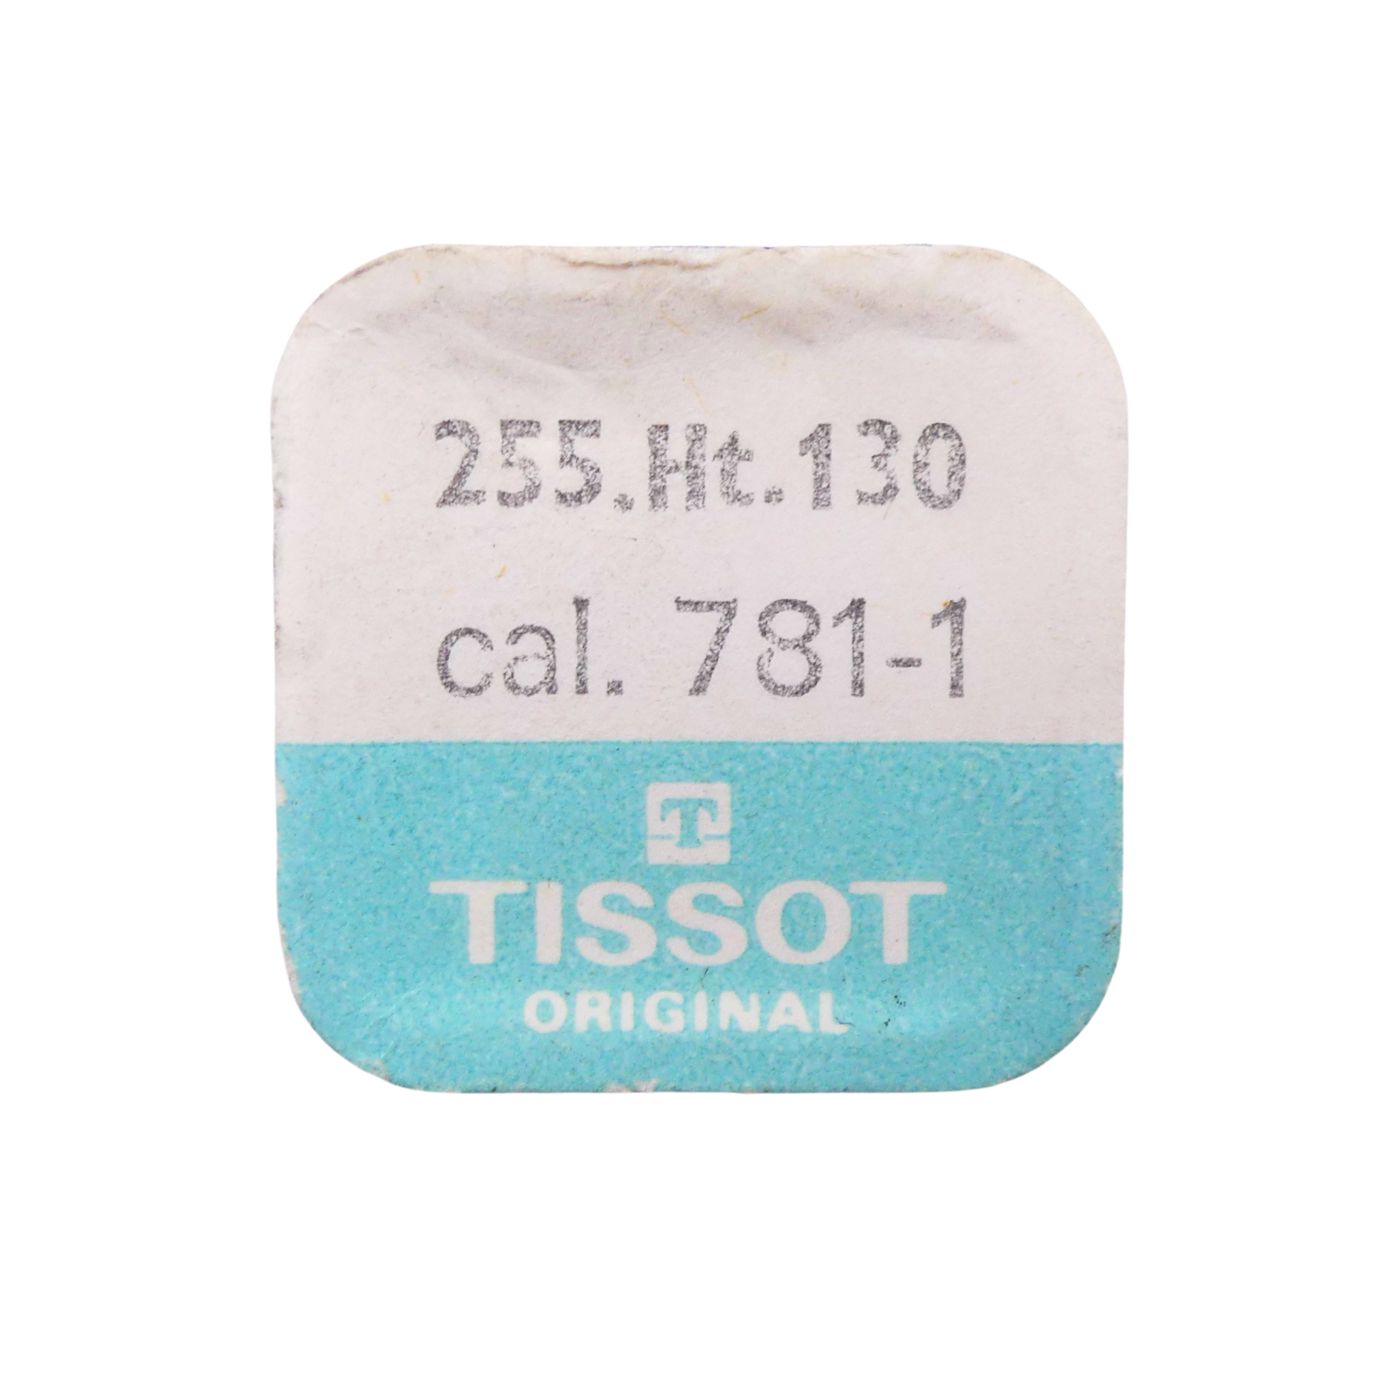 255.Ht.130
cal. 781-1
T
TISSOT
ORIGINAL